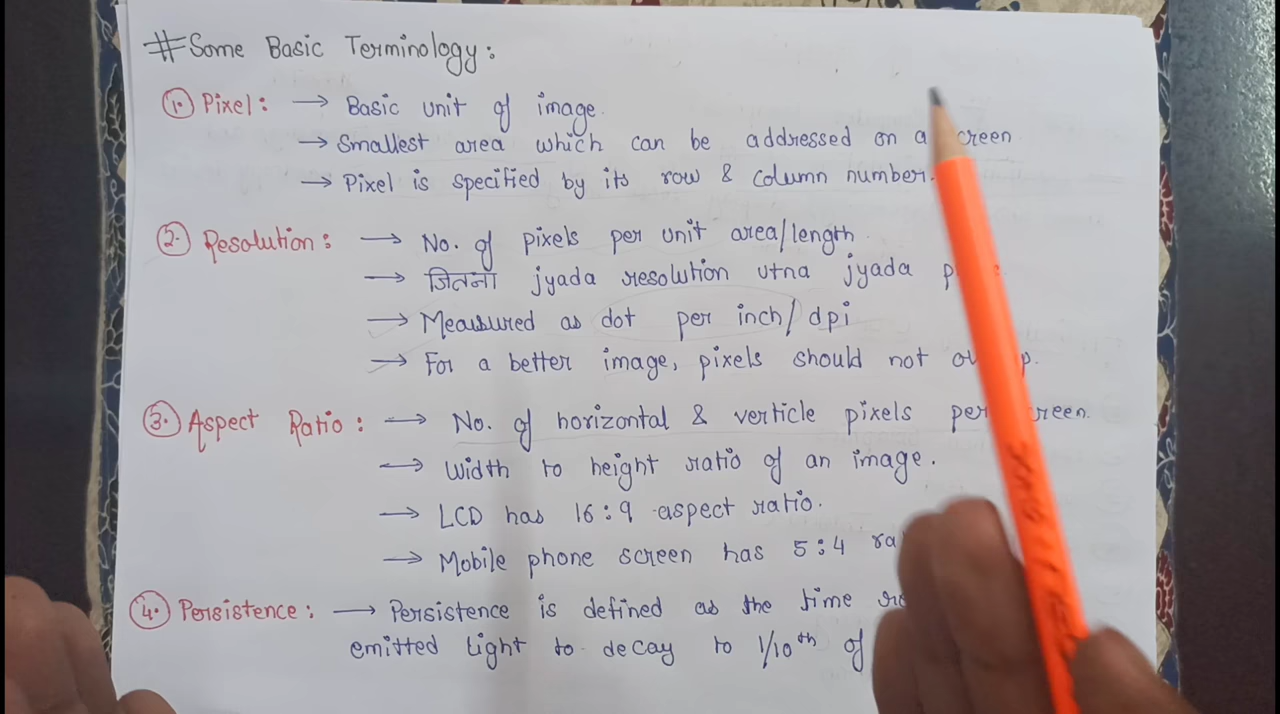 #Some Basic Terminology:
1. Pixel: → Basic unit of image.
→ Smallest area which can be addressed on a
→ Pixel is specified by its row & column number.
2. Resolution: → No. of pixels per unit area/length
→ जितना jyada resolution utna jyada
→ Measured as dot per inch/dpi
→ For a better image, pixels should not
3. Aspect Ratio: → No. of horizontal & verticle pixels per
→ Width to height ratio of an image.
→ LCD has 16:9 aspect ratio.
→ Mobile phone screen has 5:4
4. Persistence: → Persistence is defined as the time
emitted light to decay to 1/10th of